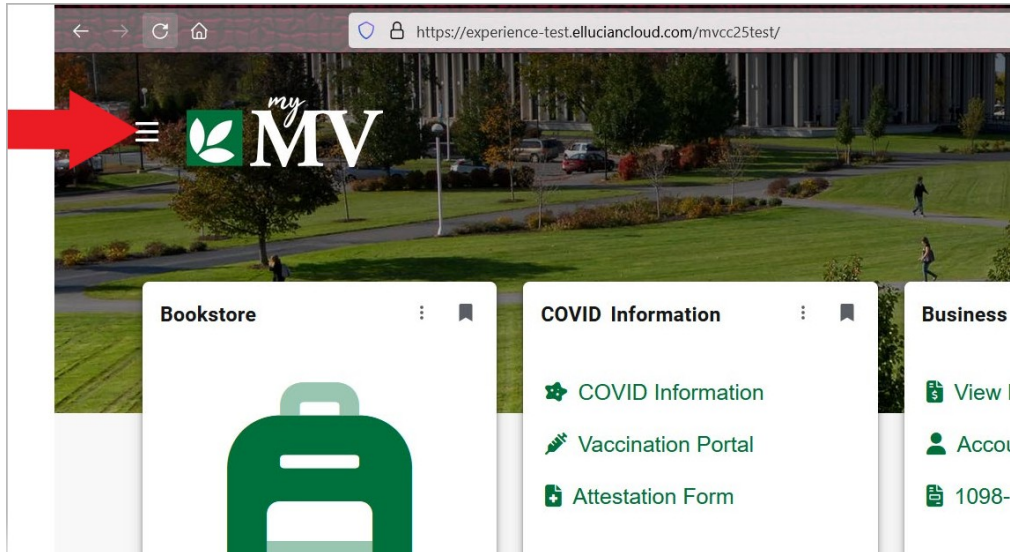 https://experience-test.elluciancloud.com/mvcc25test/
my
MV
Bookstore
COVID Information
Business
COVID Information
Vaccination Portal
Attestation Form
View
Accou
1098-